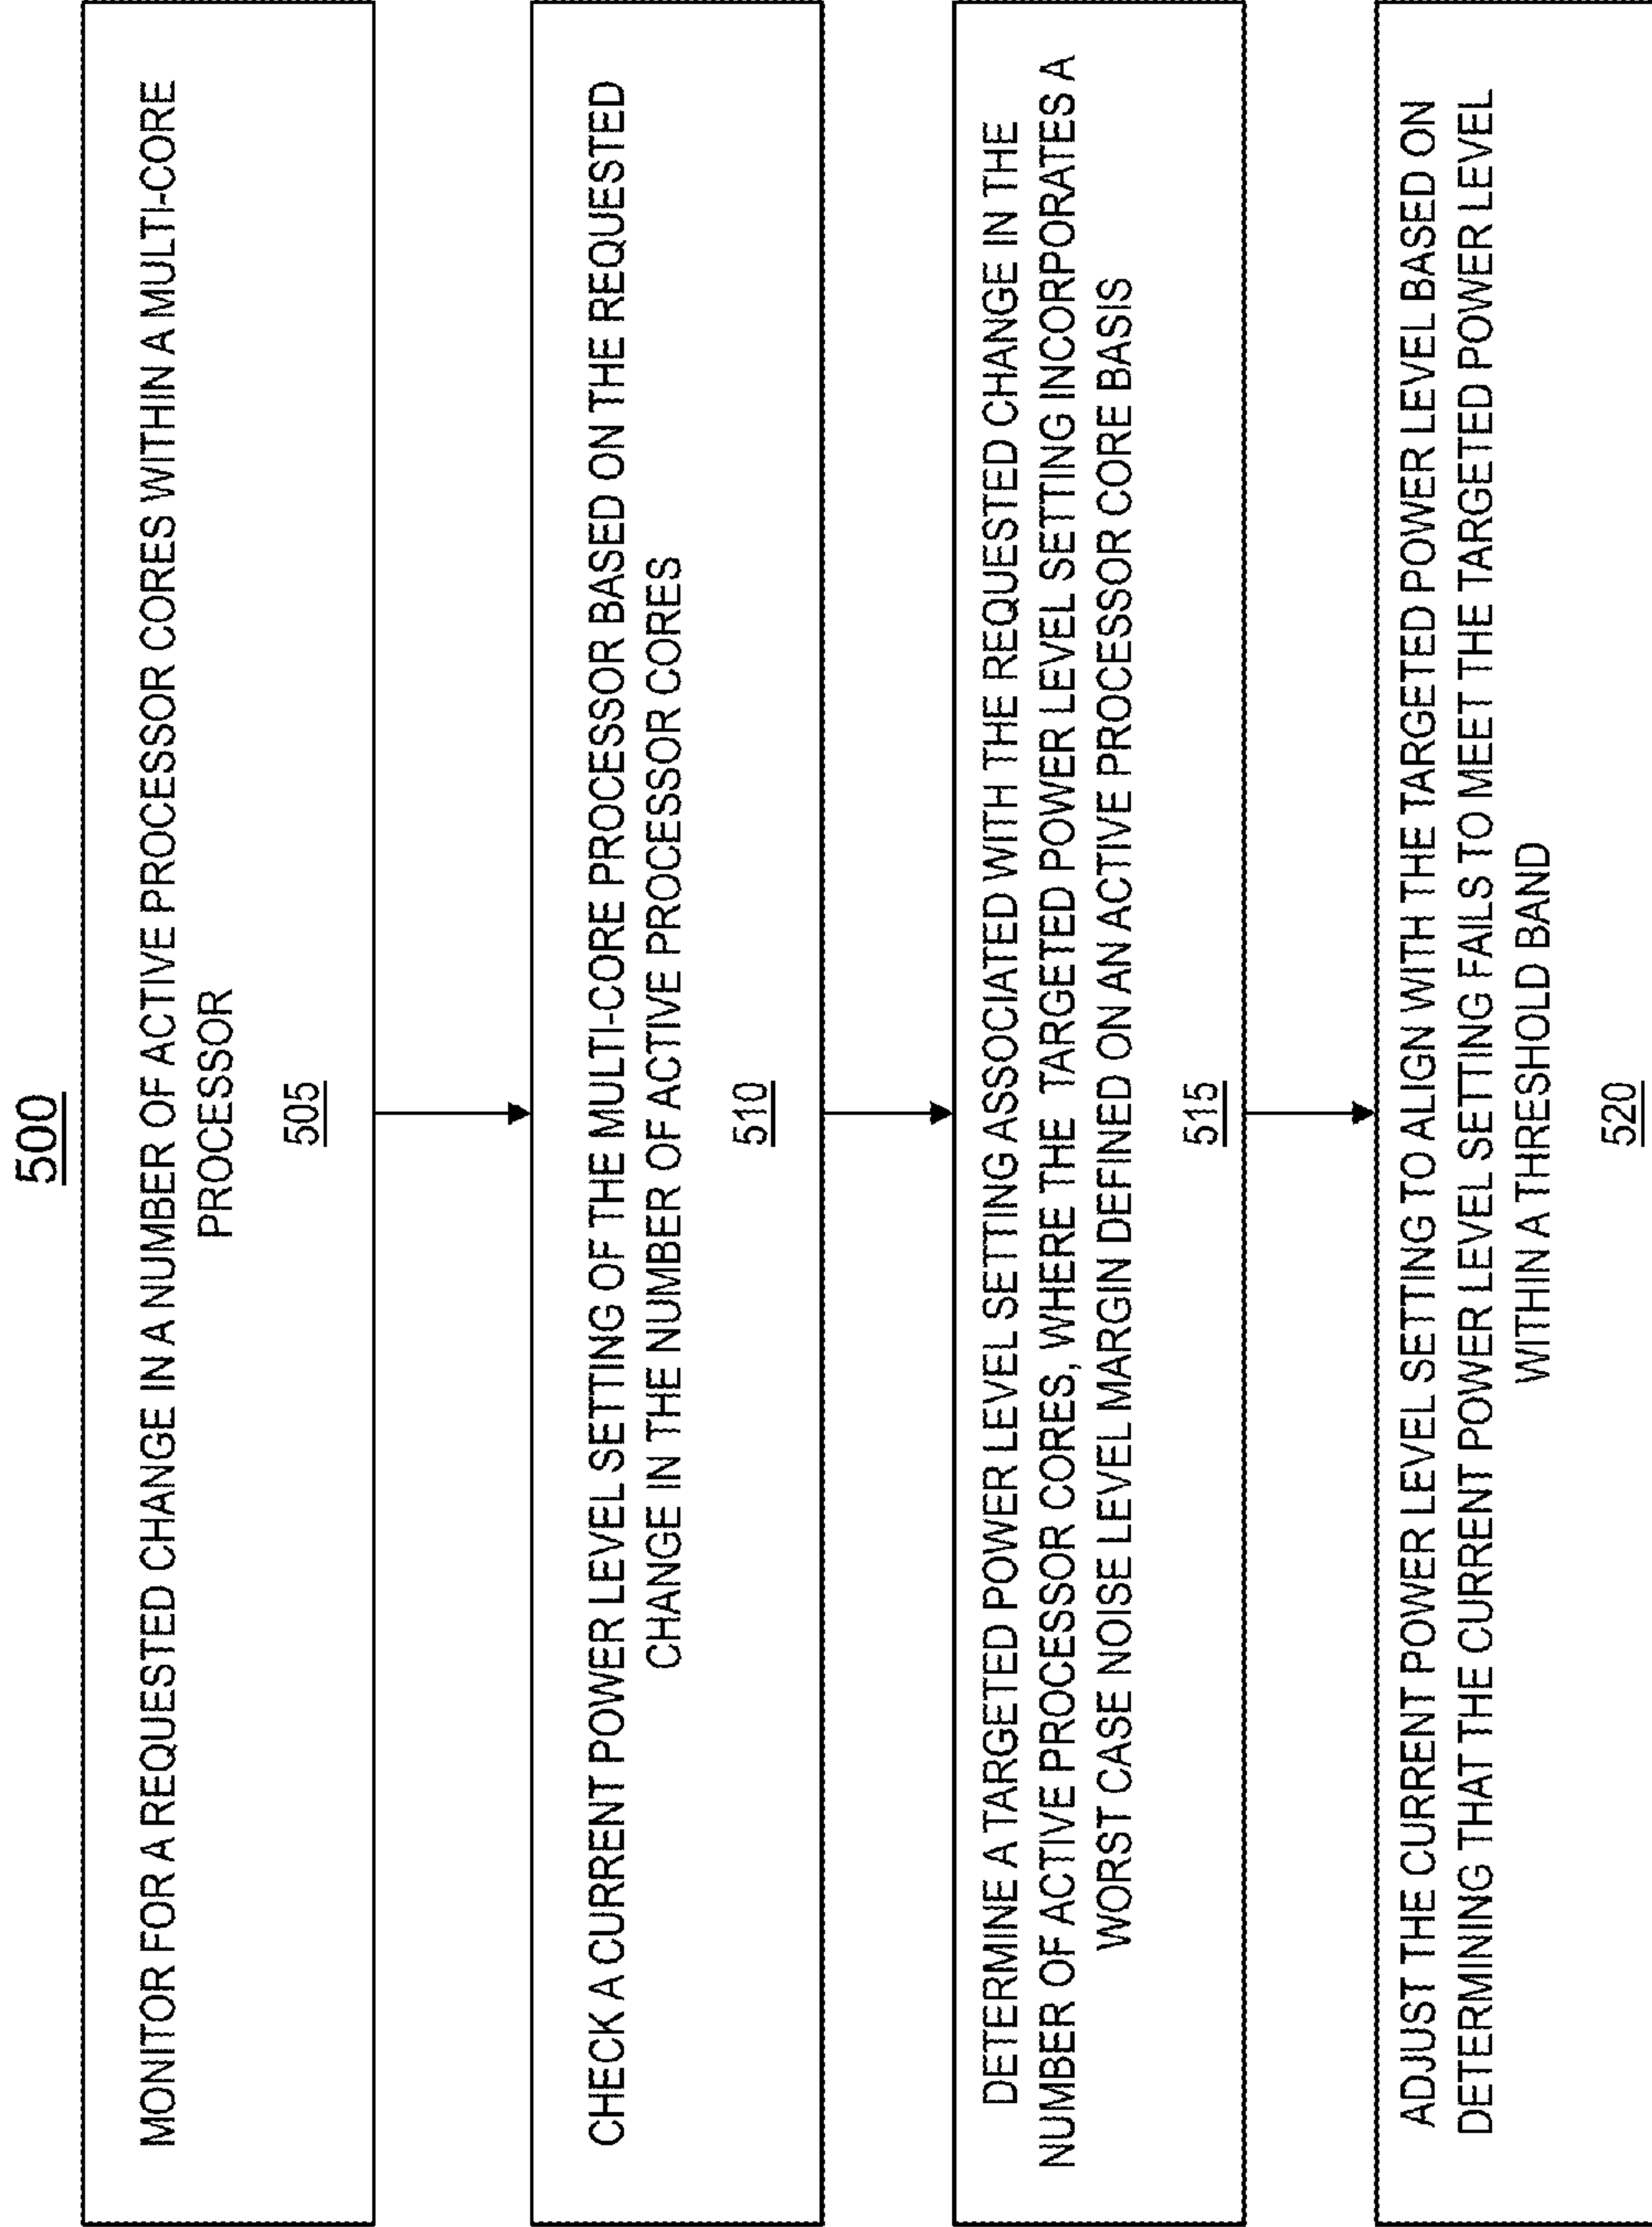 500
MONITOR FOR A REQUESTED CHANGE IN A NUMBER OF ACTIVE PROCESSOR CORES WITHIN A MULTI-CORE
PROCESSOR
505
CHECK A CURRENT POWER LEVEL SETTING OF THE MULTI-CORE PROCESSOR BASED ON THE REQUESTED
CHANGE IN THE NUMBER OF ACTIVE PROCESSOR CORES
510
DETERMINE A TARGETED POWER LEVEL SETTING ASSOCIATED WITH THE REQUESTED CHANGE IN THE
NUMBER OF ACTIVE PROCESSOR CORES, WHERE THE TARGETED POWER LEVEL SETTING INCORPORATES A
WORST CASE NOISE LEVEL MARGIN DEFINED ON AN ACTIVE PROCESSOR CORE BASIS
515
ADJUST THE CURRENT POWER LEVEL SETTING TO ALIGN WITH THE TARGETED POWER LEVEL BASED ON
DETERMINING THAT THE CURRENT POWER LEVEL SETTING FAILS TO MEET THE TARGETED POWER LEVEL
WITHIN A THRESHOLD BAND
520